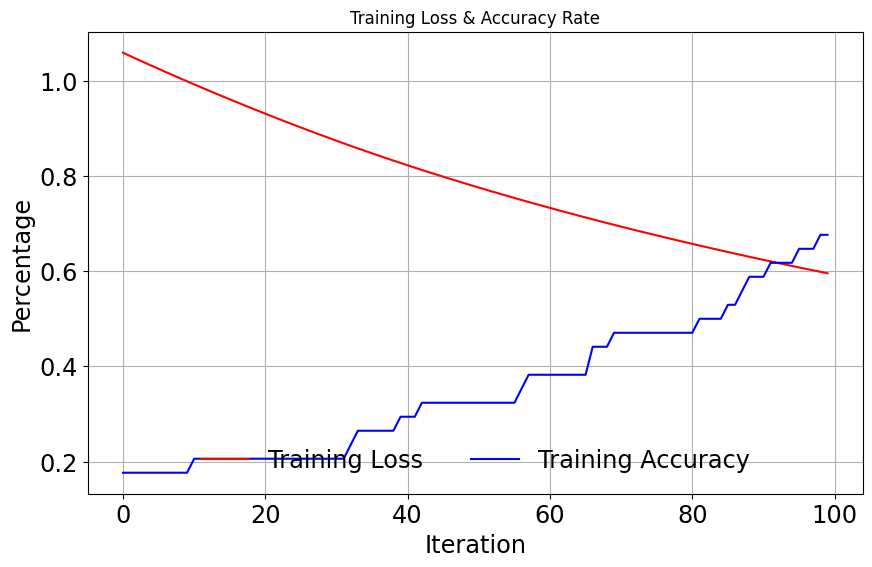 Training Loss & Accuracy Rate
1.0
0.8
0.6
0.4
0.2
Percentage
Training Loss Training Accuracy
0 20 40 60 80 100
Iteration